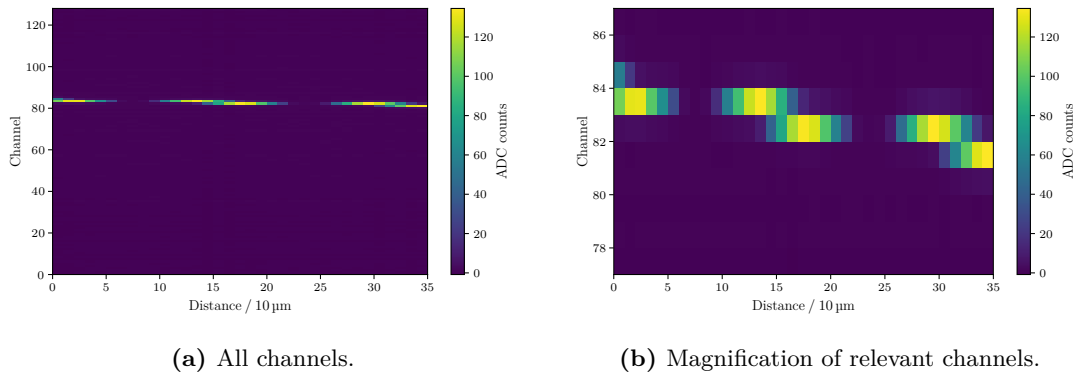 120
100
80
60
40
20
0
Channel
0 5 10 15 20 25 30 35
Distance / 10 µm
120
100
80
60
40
20
0
ADC counts
86
84
82
80
78
Channel
0 5 10 15 20 25 30 35
Distance / 10 µm
120
100
80
60
40
20
0
ADC counts
(a) All channels.
(b) Magnification of relevant channels.